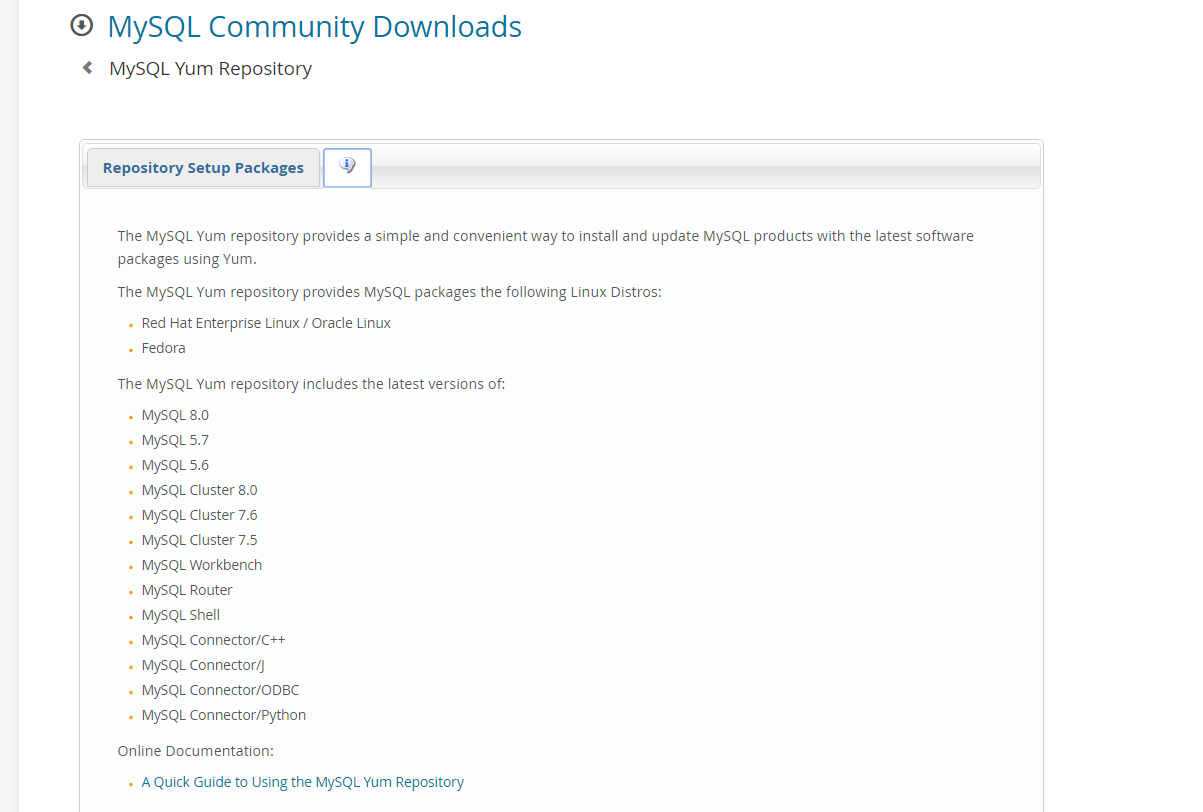 MySQL Community Downloads
MySQL Yum Repository
Repository Setup Packages
The MySQL Yum repository provides a simple and convenient way to install and update MySQL products with the latest software
packages using Yum.
The MySQL Yum repository provides MySQL packages the following Linux Distros:
Red Hat Enterprise Linux / Oracle Linux
Fedora
The MySQL Yum repository includes the latest versions of:
MySQL 8.0
MySQL 5.7
MySQL 5.6
MySQL Cluster 8.0
MySQL Cluster 7.6
MySQL Cluster 7.5
MySQL Workbench
MySQL Router
MySQL Shell
MySQL Connector/C++
MySQL Connector/J
MySQL Connector/ODBC
MySQL Connector/Python
Online Documentation:
A Quick Guide to Using the MySQL Yum Repository